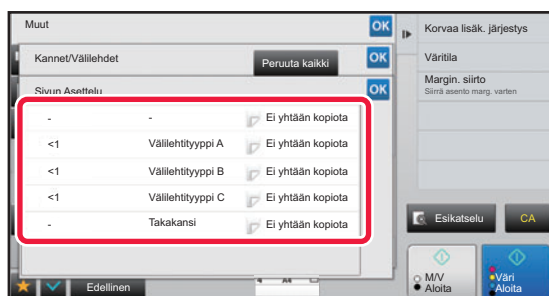 Muut
OK
Kannet/Välilehdet
Peruuta kaikki
OK
Sivun Asettelu
OK
-
-
Ei yhtään kopiota
<1
Välilehtityyppi A
Ei yhtään kopiota
<1
Välilehtityyppi B
Ei yhtään kopiota
<1
Välilehtityyppi C
Ei yhtään kopiota
-
Takakansi
Ei yhtään kopiota
Edellinen
Korvaa lisäk. järjestys
Väritila
Margin. siirto
Siirrä asento marg. varten
Esikatselu
CA
M/V
Aloita
Väri
Aloita